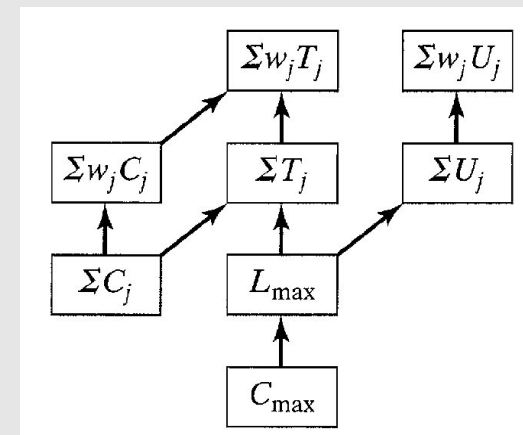 Σw_jT_j Σw_jU_j
Σw_jC_j ΣT_j ΣU_j
ΣC_j L_max
C_max